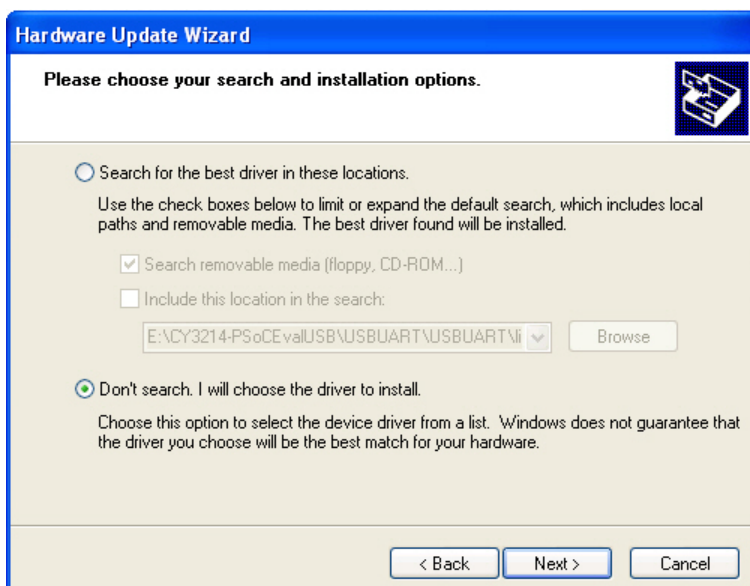 Hardware Update Wizard
Please choose your search and installation options.
Search for the best driver in these locations.
Use the check boxes below to limit or expand the default search, which includes local
paths and removable media. The best driver found will be installed.
Search removable media (floppy, CD-ROM...)
Include this location in the search:
E:\CY3214-PSoCEvalUSB\USBUART\USBUART\li
Browse
Don't search. I will choose the driver to install.
Choose this option to select the device driver from a list. Windows does not guarantee that
the driver you choose will be the best match for your hardware.
< Back
Next >
Cancel